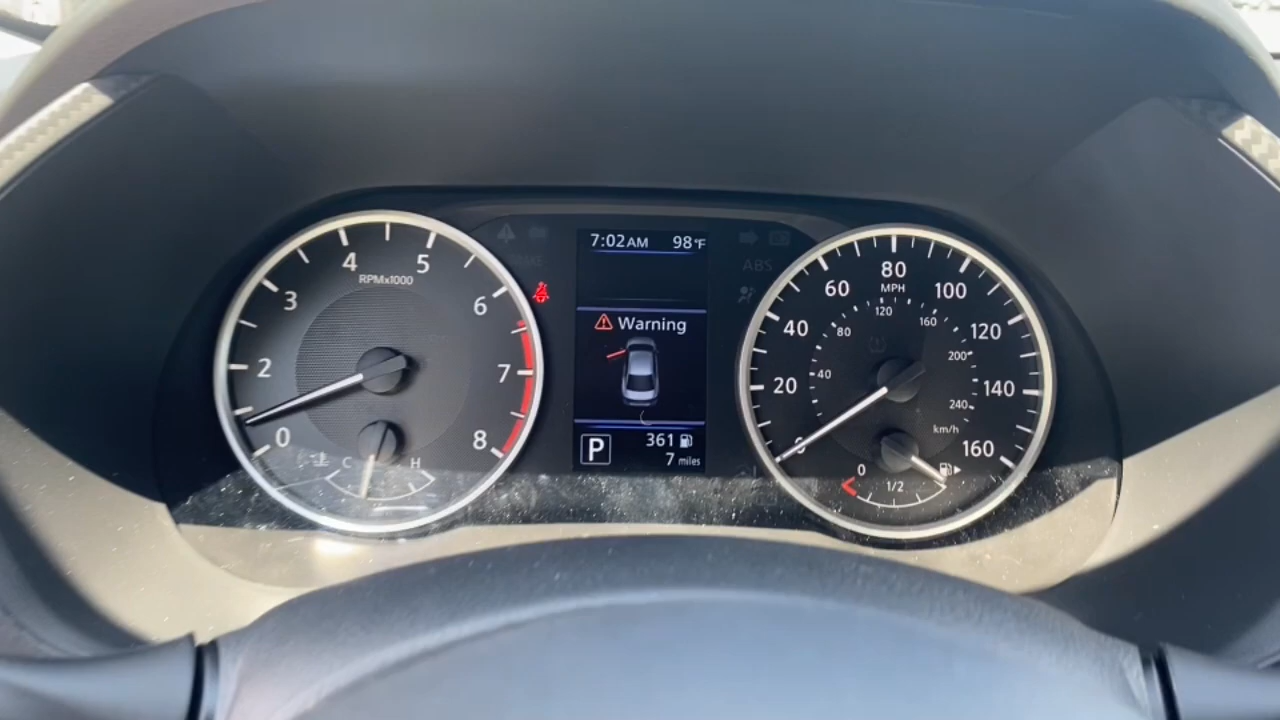 7:02AM 98°F
ABS
Warning
P
361
7 miles
5
4
RPMx1000
3
6
2
7
0
8
C H
80
MPH
60 100
120
80 160
40 120
200
20 40 140
240
km/h
0 160
0
1/2